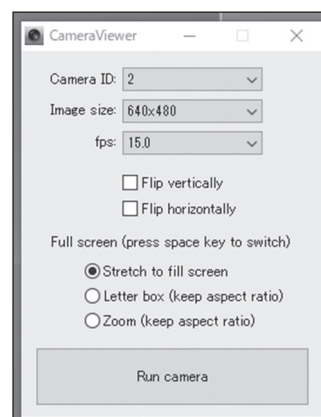 CameraViewer
Camera ID: 2
Image size: 640x480
fps: 15.0
Flip vertically
Flip horizontally
Full screen (press space key to switch)
Stretch to fill screen
Letter box (keep aspect ratio)
Zoom (keep aspect ratio)
Run camera